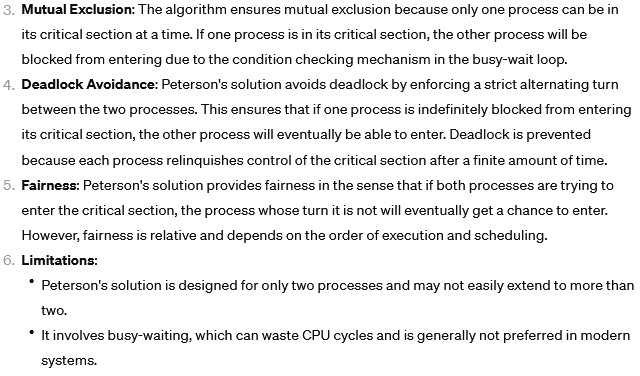 3. Mutual Exclusion: The algorithm ensures mutual exclusion because only one process can be in
its critical section at a time. If one process is in its critical section, the other process will be
blocked from entering due to the condition checking mechanism in the busy-wait loop.
4. Deadlock Avoidance: Peterson's solution avoids deadlock by enforcing a strict alternating turn
between the two processes. This ensures that if one process is indefinitely blocked from entering
its critical section, the other process will eventually be able to enter. Deadlock is prevented
because each process relinquishes control of the critical section after a finite amount of time.
5. Fairness: Peterson's solution provides fairness in the sense that if both processes are trying to
enter the critical section, the process whose turn it is not will eventually get a chance to enter.
However, fairness is relative and depends on the order of execution and scheduling.
6. Limitations:
• Peterson's solution is designed for only two processes and may not easily extend to more than
two.
• It involves busy-waiting, which can waste CPU cycles and is generally not preferred in modern
systems.